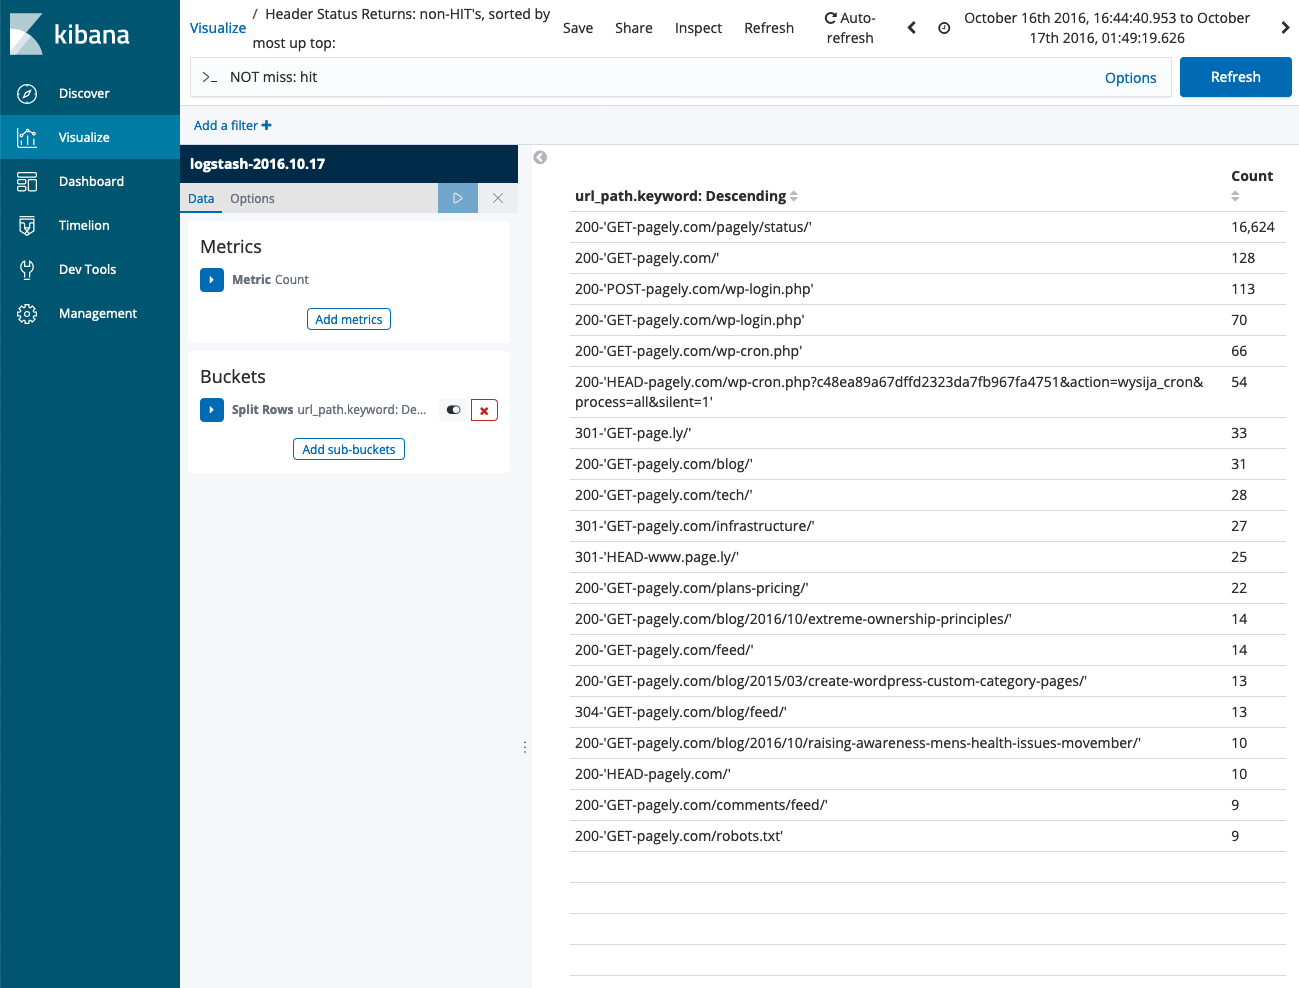 kibana
Discover
Visualize
Dashboard
Timelion
Dev Tools
Management
Visualize / Header Status Returns: non-HIT's, sorted by
most up top:
Save Share Inspect Refresh Auto-
refresh
October 16th 2016, 16:44:40.953 to October
17th 2016, 01:49:19.626
>_ NOT miss: hit Options Refresh
Add a filter +
logstash-2016.10.17
Data Options
Metrics
Metric Count
Add metrics
Buckets
Split Rows url_path.keyword: De...
Add sub-buckets
url_path.keyword: Descending Count
200-'GET-pagely.com/pagely/status/' 16,624
200-'GET-pagely.com/' 128
200-'POST-pagely.com/wp-login.php' 113
200-'GET-pagely.com/wp-login.php' 70
200-'GET-pagely.com/wp-cron.php' 66
200-'HEAD-pagely.com/wp-cron.php?c48ea89a67dffd2323da7fb967fa4751&action=wysija_cron& 54
process=all&silent=1'
301-'GET-page.ly/' 33
200-'GET-pagely.com/blog/' 31
200-'GET-pagely.com/tech/' 28
301-'GET-pagely.com/infrastructure/' 27
301-'HEAD-www.page.ly/' 25
200-'GET-pagely.com/plans-pricing/' 22
200-'GET-pagely.com/blog/2016/10/extreme-ownership-principles/' 14
200-'GET-pagely.com/feed/' 14
200-'GET-pagely.com/blog/2015/03/create-wordpress-custom-category-pages/' 13
304-'GET-pagely.com/blog/feed/' 13
200-'GET-pagely.com/blog/2016/10/raising-awareness-mens-health-issues-movember/' 10
200-'HEAD-pagely.com/' 10
200-'GET-pagely.com/comments/feed/' 9
200-'GET-pagely.com/robots.txt' 9